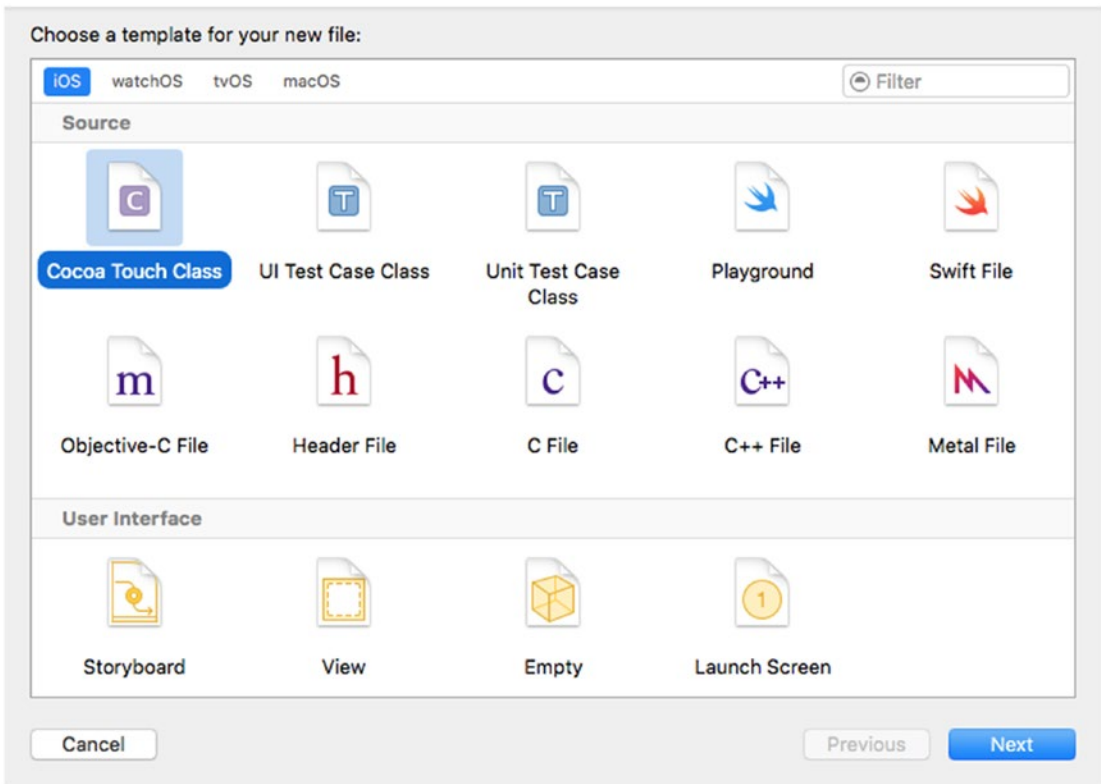 Choose a template for your new file:
iOS watchOS tvOS macOS Filter
Source
C T T
Cocoa Touch Class UI Test Case Class Unit Test Case Class Playground Swift File
m h c C++
Objective-C File Header File C File C++ File Metal File
User Interface
1
Storyboard View Empty Launch Screen
Cancel Previous Next